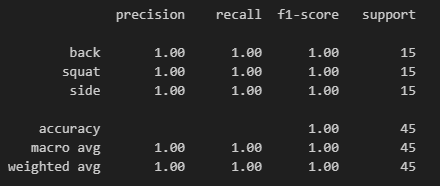 precision recall f1-score support
back 1.00 1.00 1.00 15
squat 1.00 1.00 1.00 15
side 1.00 1.00 1.00 15
accuracy 1.00 45
macro avg 1.00 1.00 1.00 45
weighted avg 1.00 1.00 1.00 45